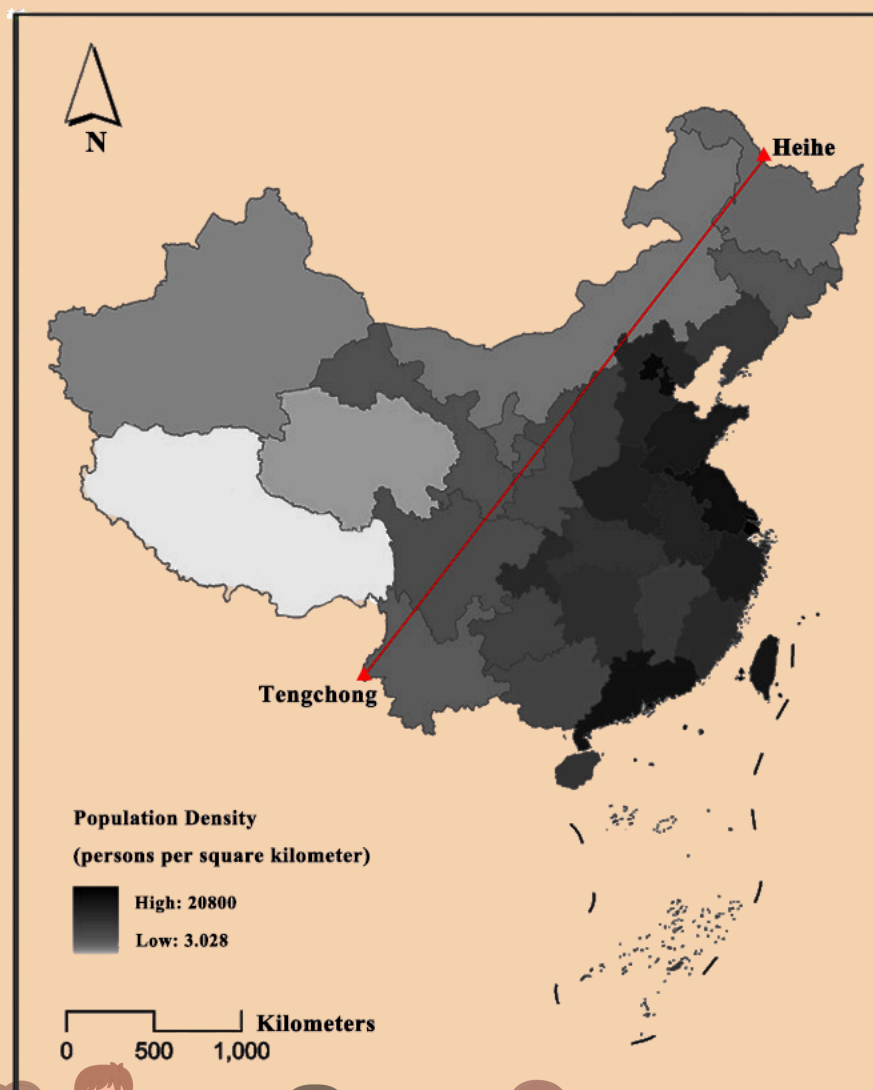 N
Heihe
Tengchong
Population Density
(persons per square kilometer)
High: 20800
Low: 3.028
Kilometers
0 500 1,000